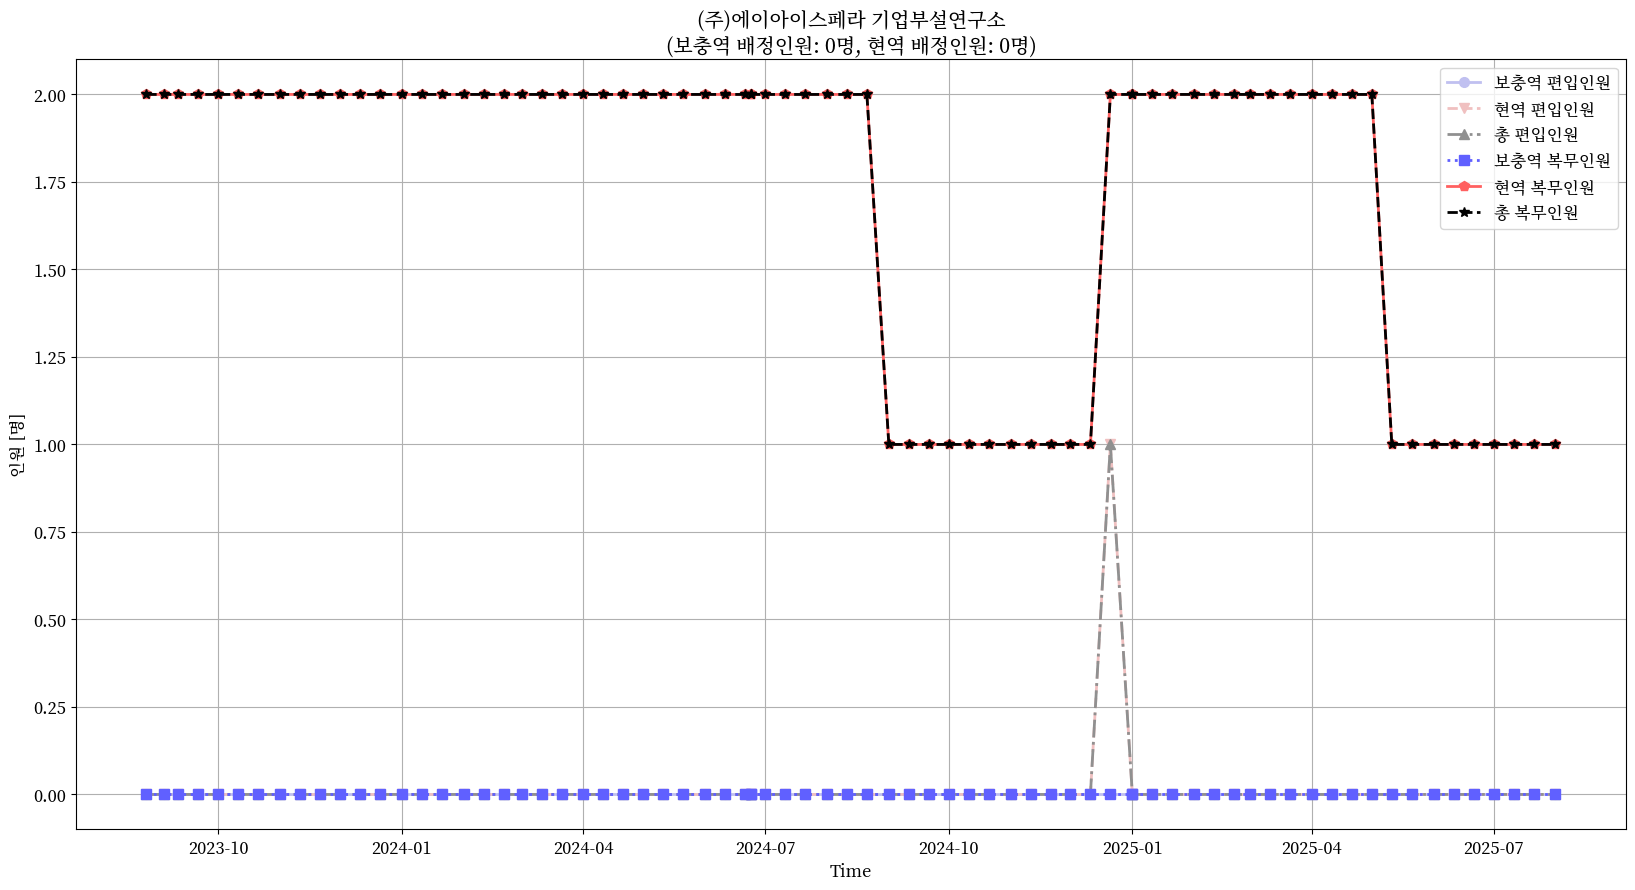 (주)에이아이스페라 기업부설연구소
(보충역 배정인원: 0명, 현역 배정인원: 0명)
보충역 편입인원
현역 편입인원
총 편입인원
보충역 복무인원
현역 복무인원
총 복무인원
2.00
1.75
1.50
1.25
1.00
0.75
0.50
0.25
0.00
인원 [명]
2023-10
2024-01
2024-04
2024-07
2024-10
2025-01
2025-04
2025-07
Time